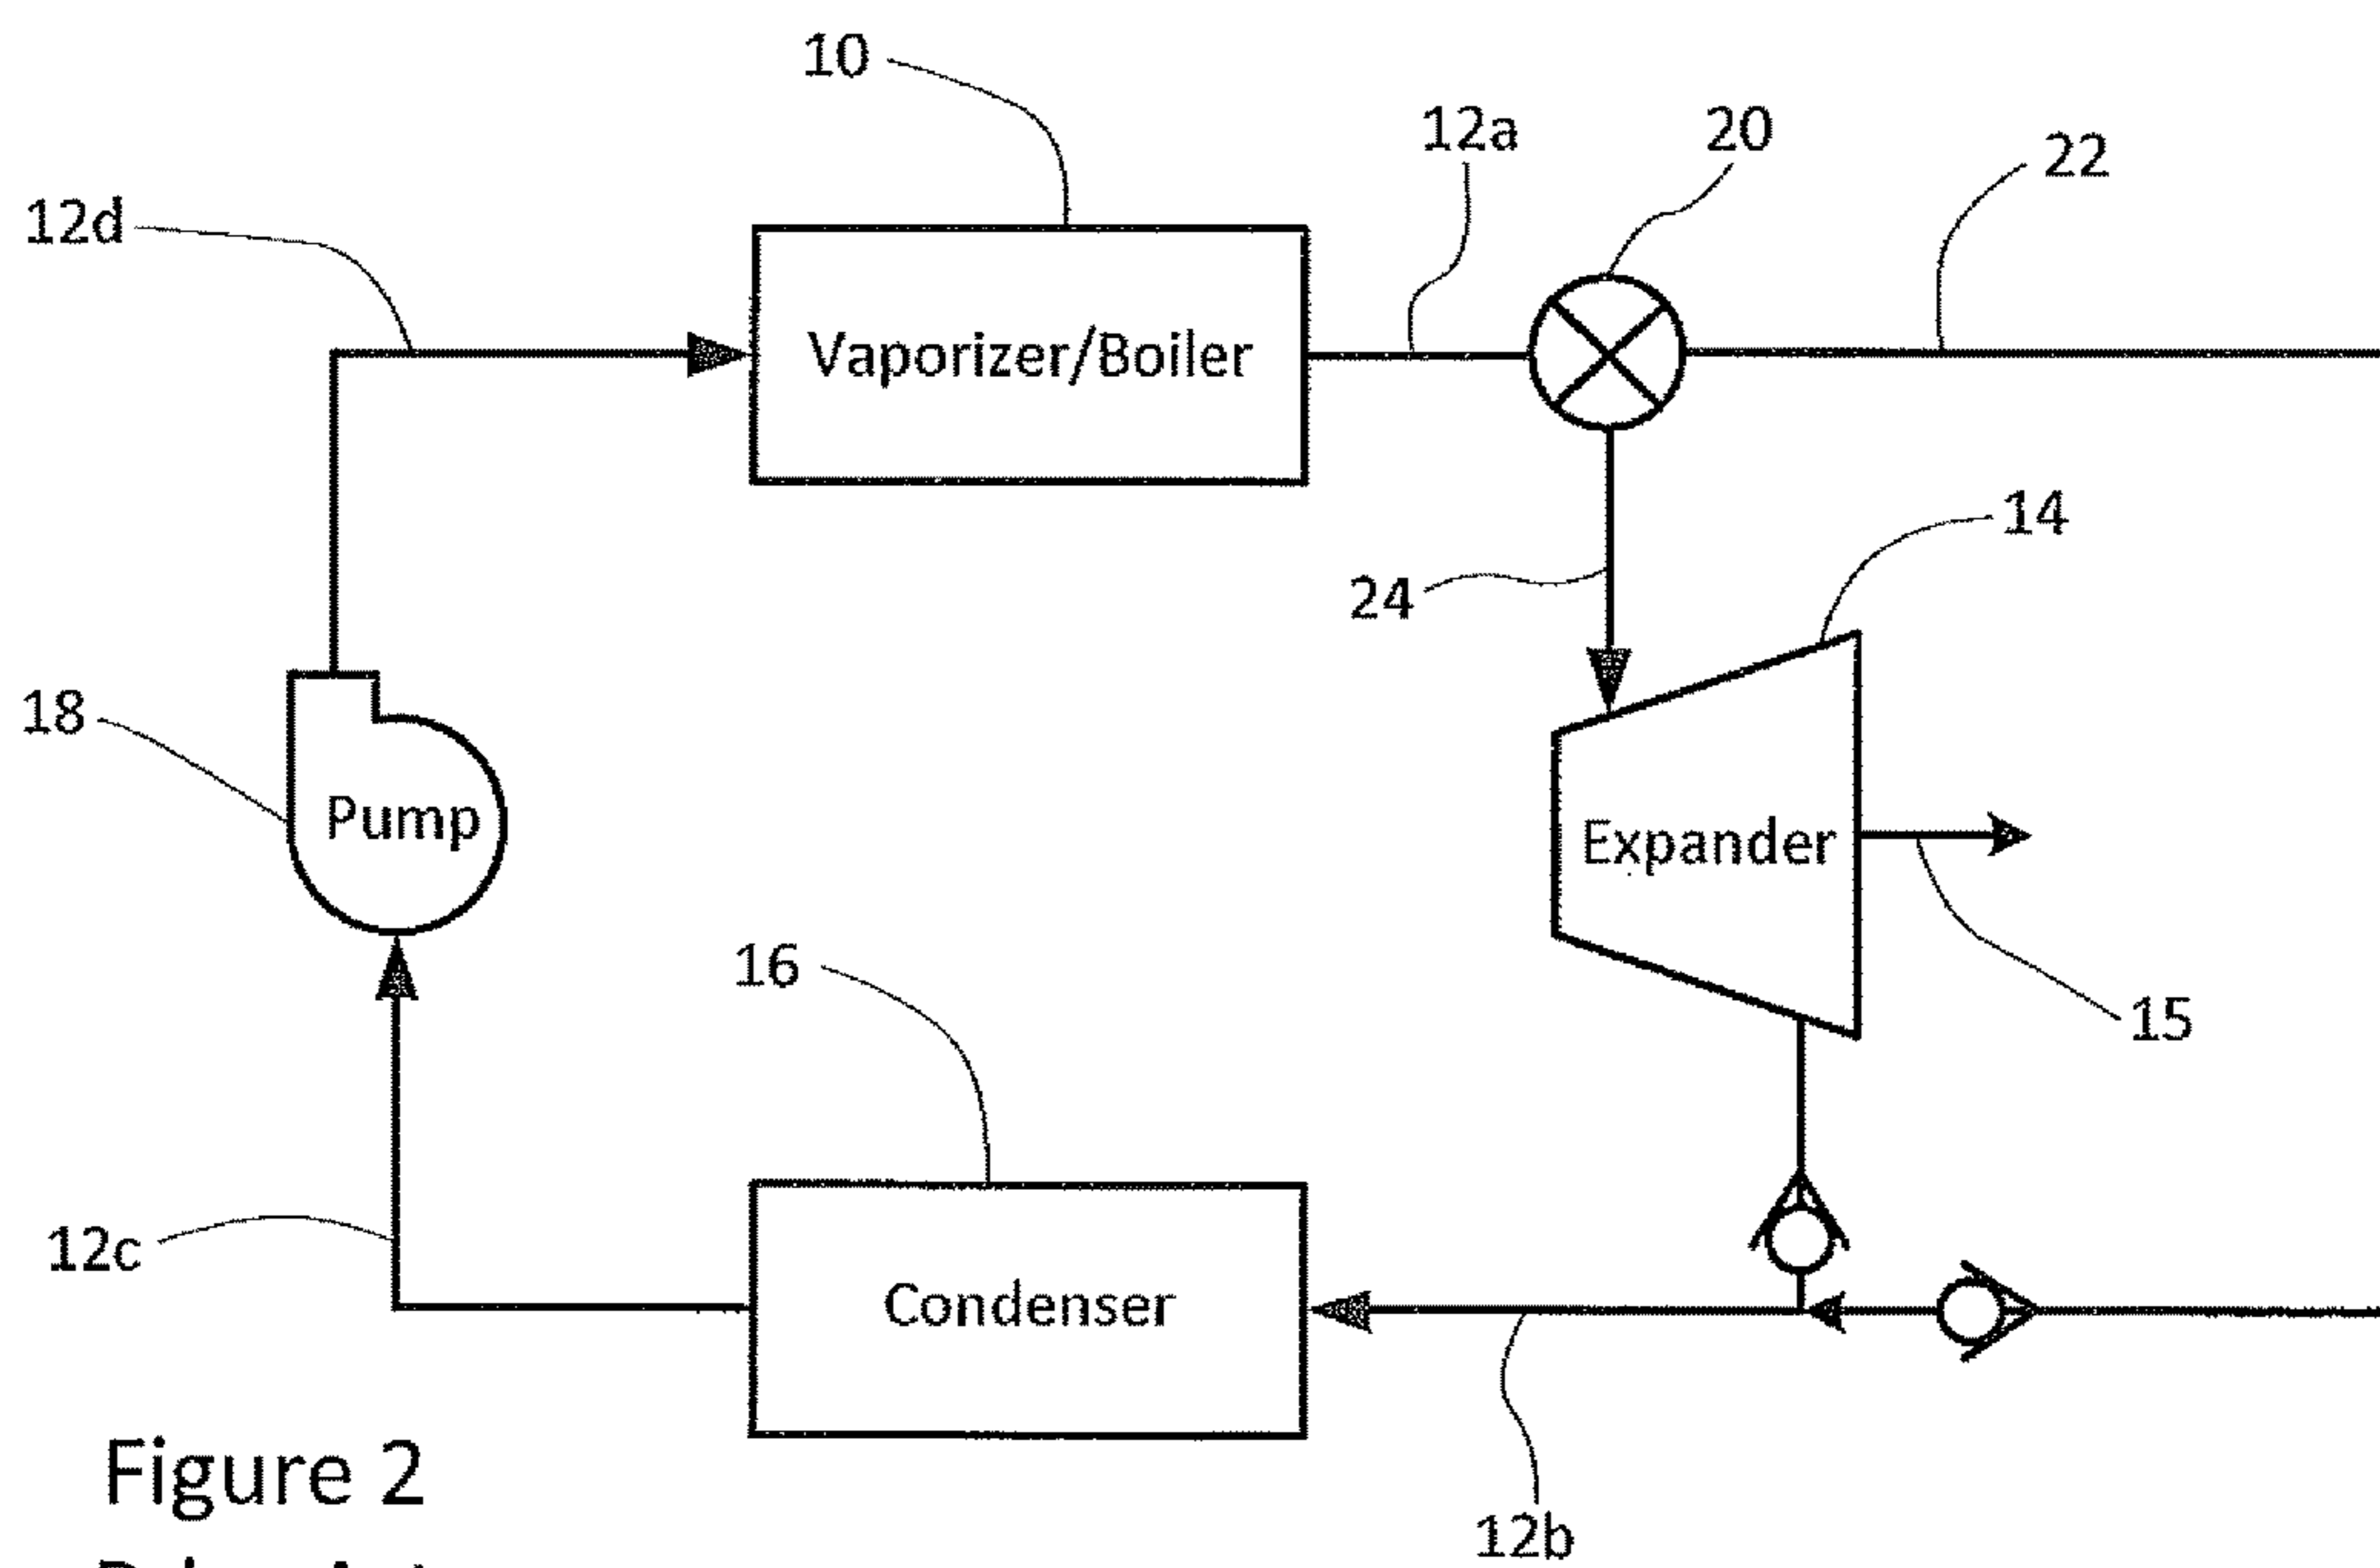 10
12a
20
22
12d
Vaporizer/Boiler
14
24
18
Pump
Expander
16
15
12c
Condenser
Figure 2
12b